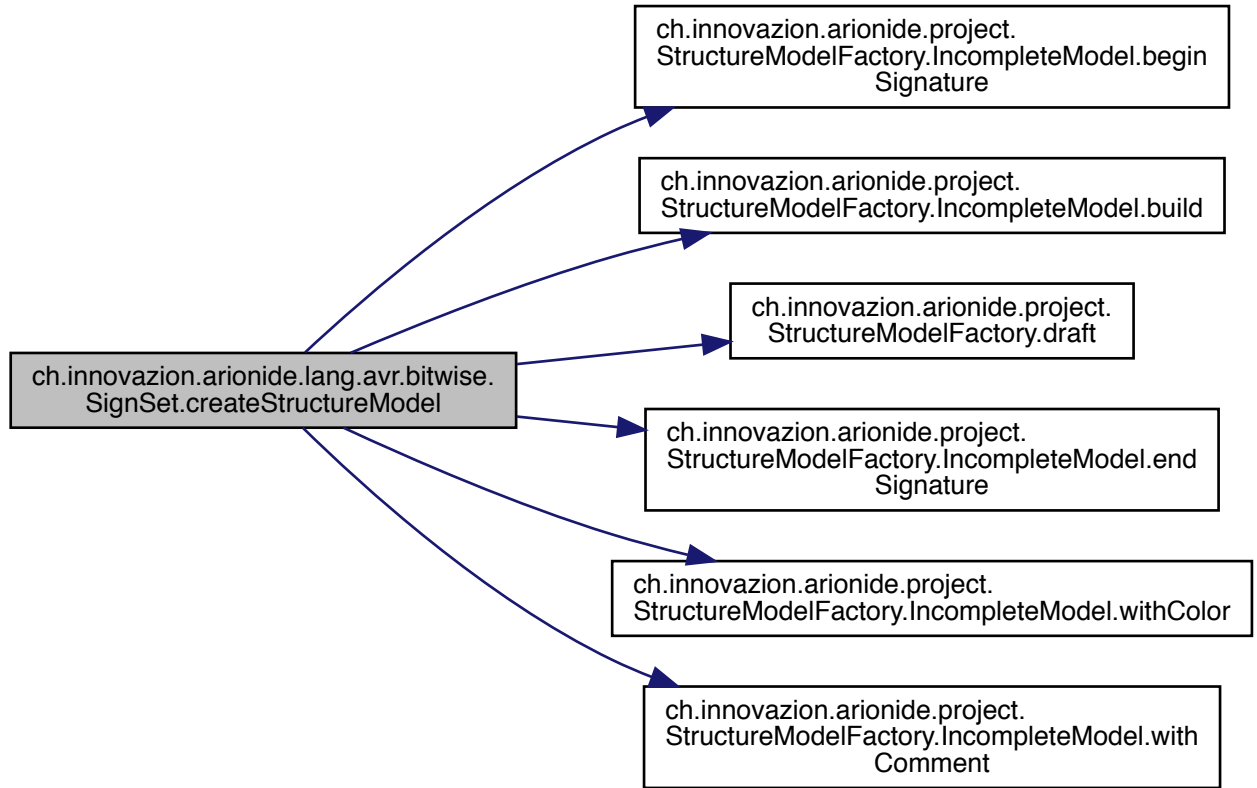 ch.innovazion.arionide.project.
StructureModelFactory.IncompleteModel.begin
Signature
ch.innovazion.arionide.project.
StructureModelFactory.IncompleteModel.build
ch.innovazion.arionide.project.
StructureModelFactory.draft
ch.innovazion.arionide.lang.avr.bitwise.
SignSet.createStructureModel
ch.innovazion.arionide.project.
StructureModelFactory.IncompleteModel.end
Signature
ch.innovazion.arionide.project.
StructureModelFactory.IncompleteModel.withColor
ch.innovazion.arionide.project.
StructureModelFactory.IncompleteModel.with
Comment